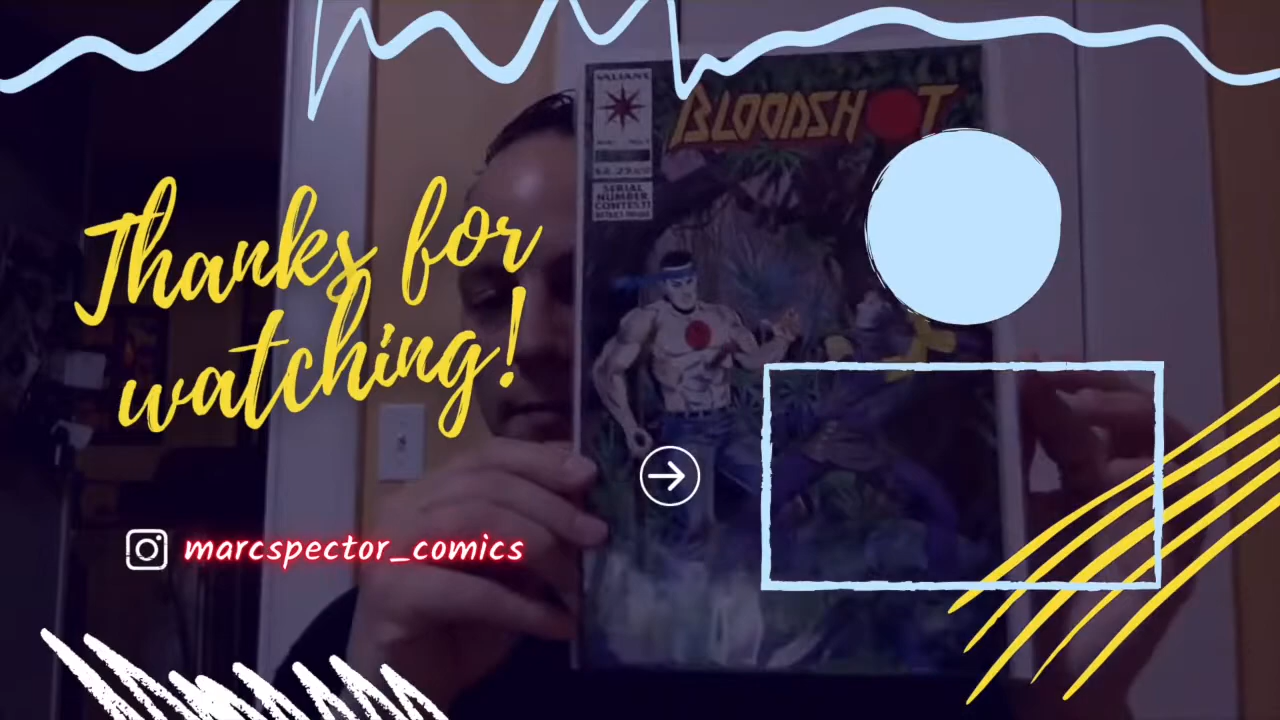 VALIANT
BLOODSHOT
SERIAL
NUMBER
CONTEST!
Thanks for
watching!
marcspector_comics